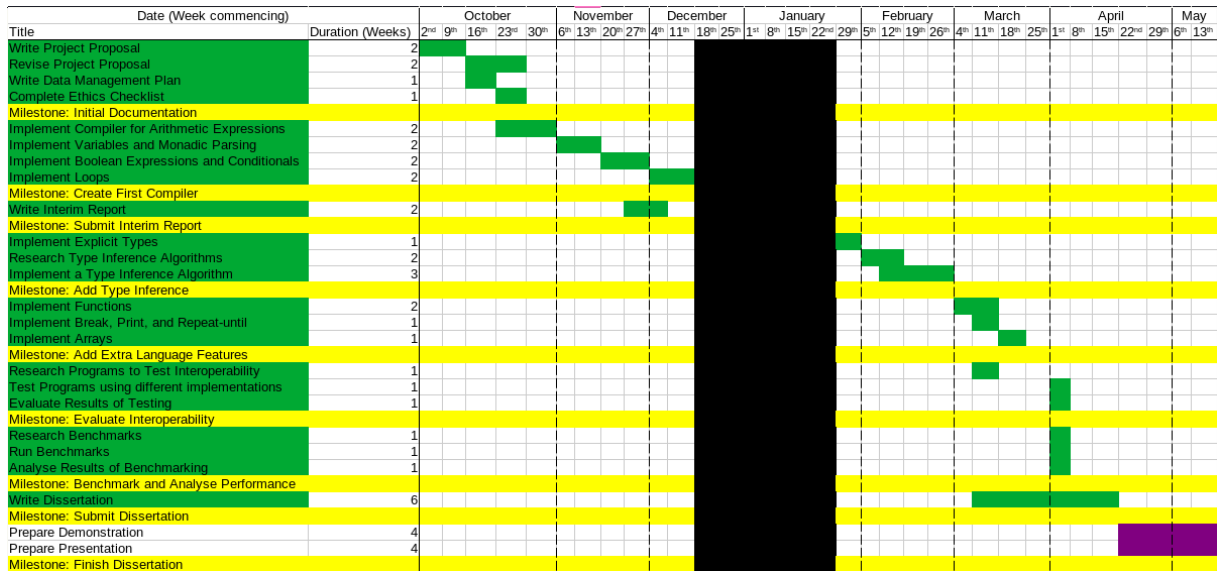 Date (Week commencing) October November December January February March April May
Title Duration (Weeks) 2nd 9th 16th 23rd 30th 6th 13th 20th 27th 4th 11th 18th 25th 1st 8th 15th 22nd 29th 5th 12th 19th 26th 4th 11th 18th 25th 1st 8th 15th 22nd 29th 6th 13th
Write Project Proposal 2
Revise Project Proposal 2
Write Data Management Plan 1
Complete Ethics Checklist 1
Milestone: Initial Documentation
Implement Compiler for Arithmetic Expressions 2
Implement Variables and Monadic Parsing 2
Implement Boolean Expressions and Conditionals 2
Implement Loops 2
Milestone: Create First Compiler
Write Interim Report 2
Milestone: Submit Interim Report
Implement Explicit Types 1
Research Type Inference Algorithms 2
Implement a Type Inference Algorithm 3
Milestone: Add Type Inference
Implement Functions 2
Implement Break, Print, and Repeat-until 1
Implement Arrays 1
Milestone: Add Extra Language Features
Research Programs to Test Interoperability 1
Test Programs using different implementations 1
Evaluate Results of Testing 1
Milestone: Evaluate Interoperability
Research Benchmarks 1
Run Benchmarks 1
Analyse Results of Benchmarking 1
Milestone: Benchmark and Analyse Performance
Write Dissertation 6
Milestone: Submit Dissertation
Prepare Demonstration 4
Prepare Presentation 4
Milestone: Finish Dissertation